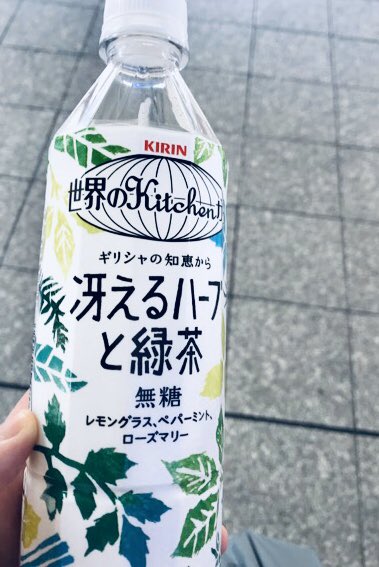 KIRIN
世界のKitchenか
ギリシャの知恵から
冴えるハーブ
と緑茶
無糖
レモングラス、ペパーミント、
ローズマリー